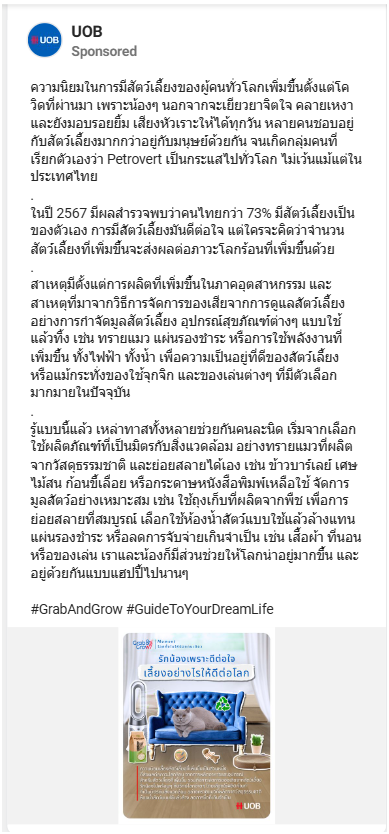 UOB
UOB
Sponsored
ความนิยมในการมีสัตว์เลี้ยงของผู้คนทั่วโลกเพิ่มขึ้นตั้งแต่โค
วิดที่ผ่านมา เพราะน้องๆ นอกจากจะเยียวยาจิตใจ คลายเหงา
และยังมอบรอยยิ้ม เสียงหัวเราะให้ได้ทุกวัน หลายคนชอบอยู่
กับสัตว์เลี้ยงมากกว่าอยู่กับมนุษย์ด้วยกัน จนเกิดกลุ่มคนที่
เรียกตัวเองว่า Petrovert เป็นกระแสไปทั่วโลก ไม่เว้นแม้แต่ใน
ประเทศไทย
.
ในปี 2567 มีผลสำรวจพบว่าคนไทยกว่า 73% มีสัตว์เลี้ยงเป็น
ของตัวเอง การมีสัตว์เลี้ยงมันดีต่อใจ แต่ใครจะคิดว่าจำนวน
สัตว์เลี้ยงที่เพิ่มขึ้นจะส่งผลต่อภาวะโลกร้อนที่เพิ่มขึ้นด้วย
.
สาเหตุมีตั้งแต่การผลิตที่เพิ่มขึ้นในภาคอุตสาหกรรม และ
สาเหตุที่มาจากวิธีการจัดการของเสียจากการดูแลสัตว์เลี้ยง
อย่างการกำจัดมูลสัตว์เลี้ยง อุปกรณ์สุขภัณฑ์ต่างๆ แบบใช้
แล้วทิ้ง เช่น ทรายแมว แผ่นรองชำระ หรือการใช้พลังงานที่
เพิ่มขึ้น ทั้งไฟฟ้า ทั้งน้ำ เพื่อความเป็นอยู่ที่ดีของสัตว์เลี้ยง
หรือแม้กระทั่งของใช้จุกจิก และของเล่นต่างๆ ที่มีตัวเลือก
มากมายในปัจจุบัน
.
รู้แบบนี้แล้ว เหล่าทาสทั้งหลายช่วยกันคนละนิด เริ่มจากเลือก
ใช้ผลิตภัณฑ์ที่เป็นมิตรกับสิ่งแวดล้อม อย่างทรายแมวที่ผลิต
จากวัสดุธรรมชาติ และย่อยสลายได้เอง เช่น ข้าวบาร์เลย์ เศษ
ไม้สน ก้อนขี้เลื่อย หรือกระดาษหนังสือพิมพ์เหลือใช้ จัดการ
มูลสัตว์อย่างเหมาะสม เช่น ใช้ถุงเก็บที่ผลิตจากพืช เพื่อการ
ย่อยสลายที่สมบูรณ์ เลือกใช้ห้องน้ำสัตว์แบบใช้แล้วล้างแทน
แผ่นรองชำระ หรือลดการจับจ่ายเกินจำเป็น เช่น เสื้อผ้า ที่นอน
หรือของเล่น เราและน้องก็มีส่วนช่วยให้โลกน่าอยู่มากขึ้น และ
อยู่ด้วยกันแบบแฮปปี้ไปนานๆ
#GrabAndGrow #GuideToYourDreamLife
Grab & Grow
Moment
รักน้องเพราะดีต่อใจ
เลี้ยงอย่างไรให้ดีต่อโลก
UOB